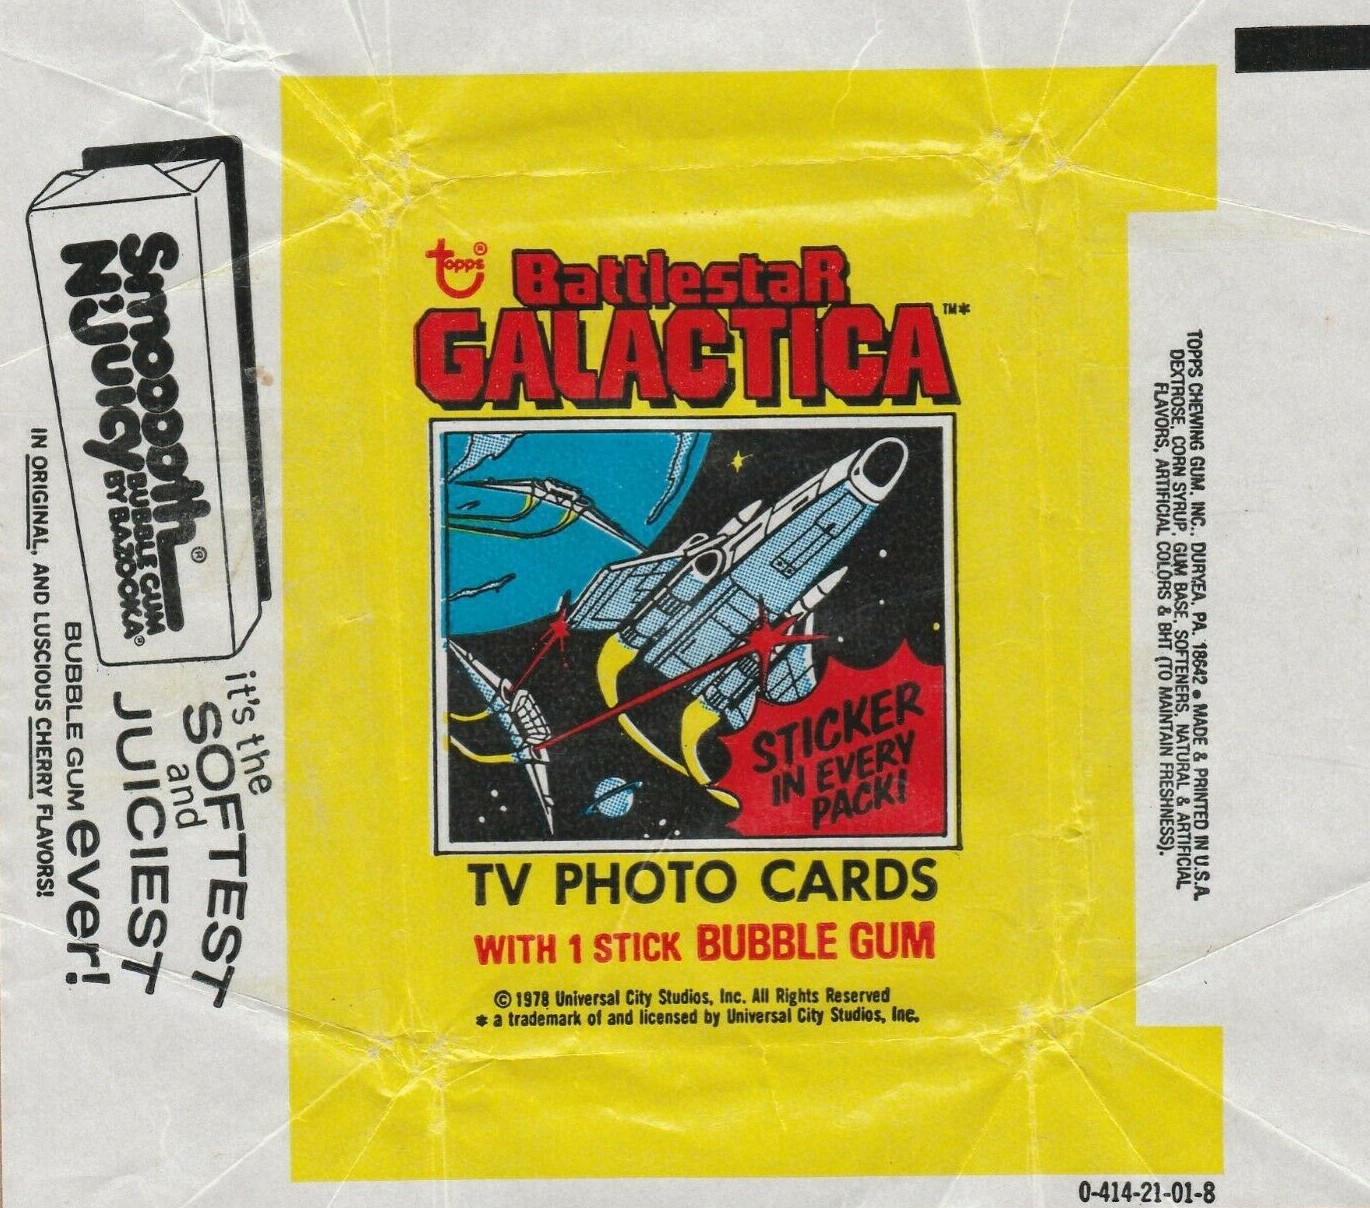 topps®
BattlestaR
GALACTICA™*
STICKER
IN EVERY
PACK!
TV PHOTO CARDS
WITH 1 STICK BUBBLE GUM
© 1978 Universal City Studios, Inc. All Rights Reserved
* a trademark of and licensed by Universal City Studios, Inc.
Smooooth®
N'JUICY
BUBBLE GUM
BY BAZOOKA®
it's the
SOFTEST
and
JUICIEST
BUBBLE GUM ever!
IN ORIGINAL, AND LUSCIOUS CHERRY FLAVORS!
TOPPS CHEWING GUM, INC., DURYEA, PA. 18642 • MADE & PRINTED IN U.S.A.
DEXTROSE, CORN SYRUP, GUM BASE, SOFTENERS, NATURAL & ARTIFICIAL
FLAVORS, ARTIFICIAL COLORS & BHT (TO MAINTAIN FRESHNESS).
0-414-21-01-8